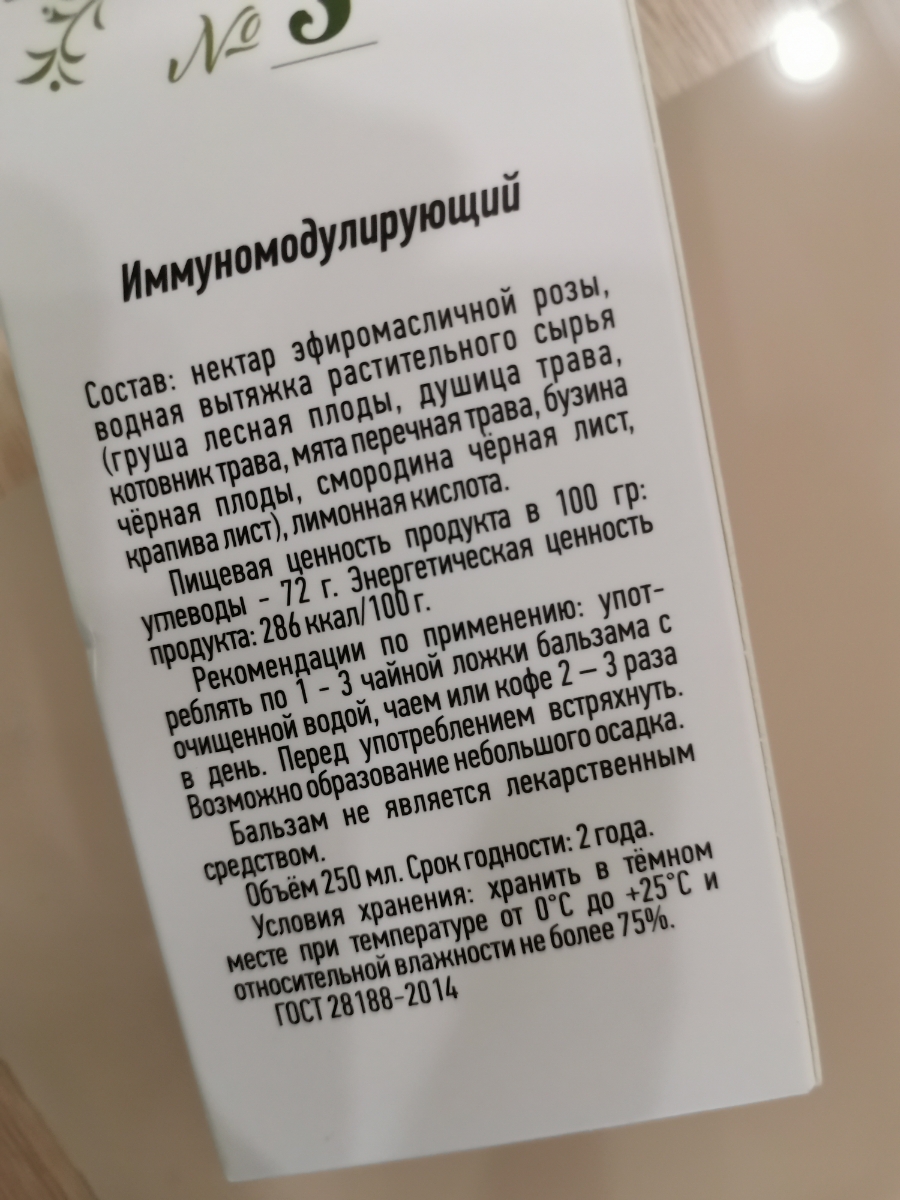 № 3
Иммуномодулирующий
Состав: нектар эфиромасличной розы,
водная вытяжка растительного сырья
(груша лесная плоды, душица трава,
котовник трава, мята перечная трава, бузина
чёрная плоды, смородина чёрная лист,
крапива лист), лимонная кислота.
Пищевая ценность продукта в 100 гр:
углеводы - 72 г. Энергетическая ценность
продукта: 286 ккал/100 г.
Рекомендации по применению: упот-
реблять по 1 - 3 чайной ложки бальзама с
очищенной водой, чаем или кофе 2 – 3 раза
в день. Перед употреблением встряхнуть.
Возможно образование небольшого осадка.
Бальзам не является лекарственным
средством.
Объём 250 мл. Срок годности: 2 года.
Условия хранения: хранить в тёмном
месте при температуре от 0°С до +25°С и
относительной влажности не более 75%.
ГОСТ 28188-2014